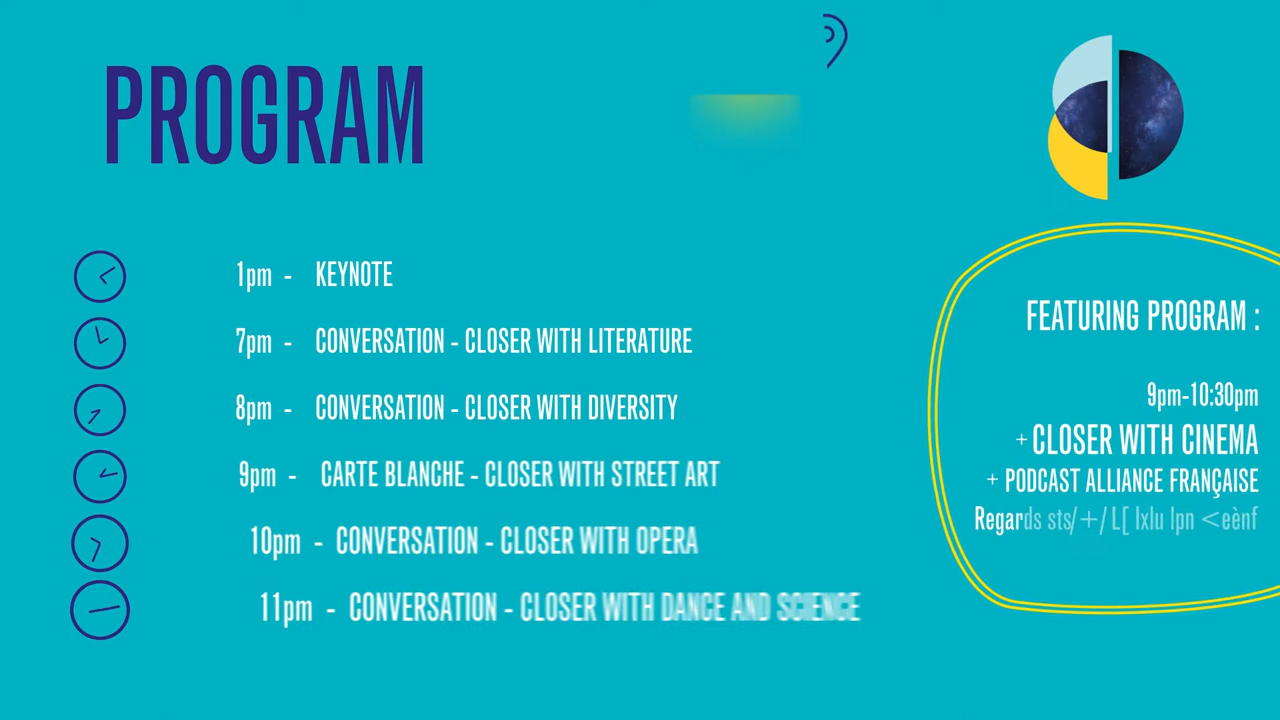 PROGRAM
1pm - KEYNOTE
7pm - CONVERSATION - CLOSER WITH LITERATURE
8pm - CONVERSATION - CLOSER WITH DIVERSITY
9pm - CARTE BLANCHE - CLOSER WITH STREET ART
10pm - CONVERSATION - CLOSER WITH OPERA
11pm - CONVERSATION - CLOSER WITH DANCE AND SCIENCE
FEATURING PROGRAM :
9pm-10:30pm
+ CLOSER WITH CINEMA
+ PODCAST ALLIANCE FRANÇAISE
Regards